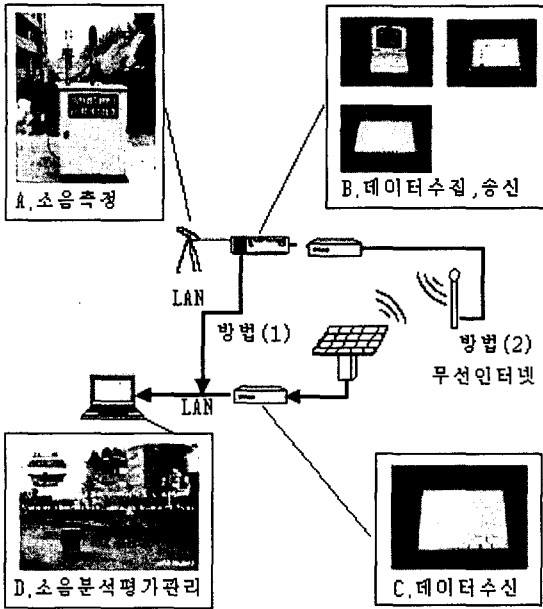 A.소음측정
B.데이터수집,송신
LAN
방법(1)
방법(2)
무선인터넷
LAN
D.소음분석평가관리
C.데이터수신